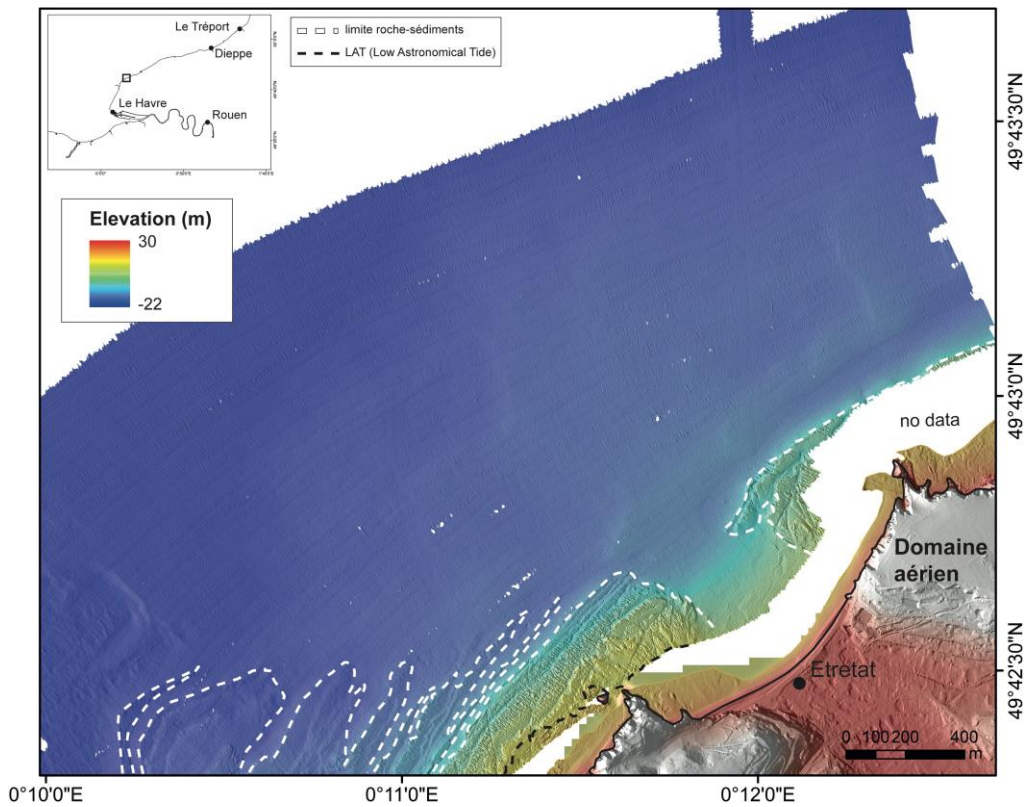 Le Tréport
Dieppe
Le Havre
Rouen
limite roche-sédiments
LAT (Low Astronomical Tide)
Elevation (m)
30
-22
49°43'30"N
49°43'0"N
49°42'30"N
no data
Domaine
aérien
Etretat
0 100 200 400
m
0°10'0"E
0°11'0"E
0°12'0"E